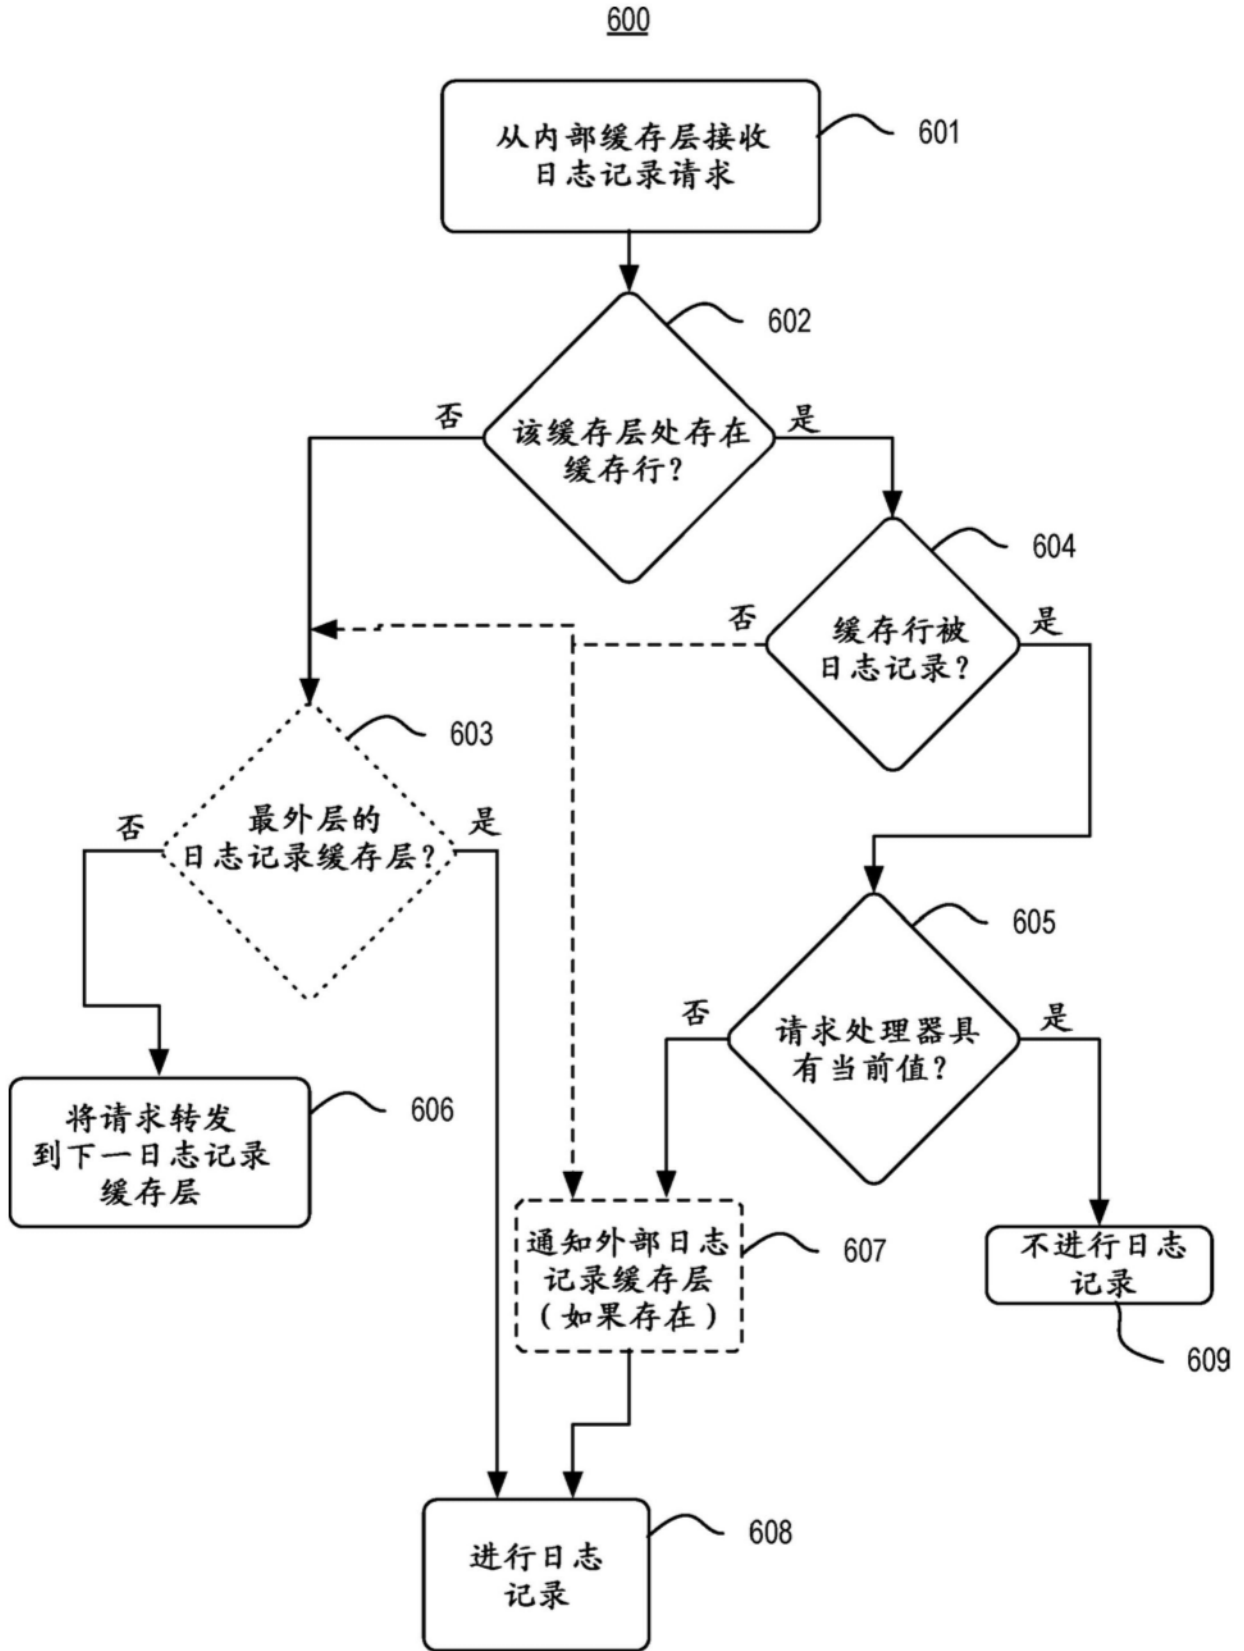 600
从内部缓存层接收
日志记录请求
601
602
否
是
该缓存层处存在
缓存行？
604
否
是
缓存行被
日志记录？
603
否
是
最外层的
日志记录缓存层？
605
否
是
请求处理器具
有当前值？
将请求转发
到下一日志记录
缓存层
606
通知外部日志
记录缓存层
（如果存在）
607
不进行日志
记录
609
进行日志
记录
608